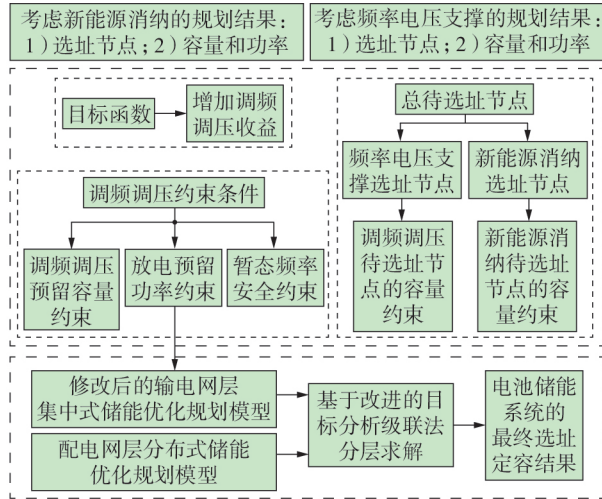 考虑新能源消纳的规划结果：
1）选址节点；2）容量和功率
考虑频率电压支撑的规划结果：
1）选址节点；2）容量和功率
目标函数
增加调频
调压收益
调频调压约束条件
调频调压
预留容量
约束
放电预留
功率约束
暂态频率
安全约束
总待选址节点
频率电压支
撑选址节点
新能源消纳
选址节点
调频调压
待选址节
点的容量
约束
新能源消
纳待选址
节点的容
量约束
修改后的输电网层
集中式储能优化规划模型
配电网层分布式储能
优化规划模型
基于改进的目
标分析级联法
分层求解
电池储能
系统的
最终选址
定容结果